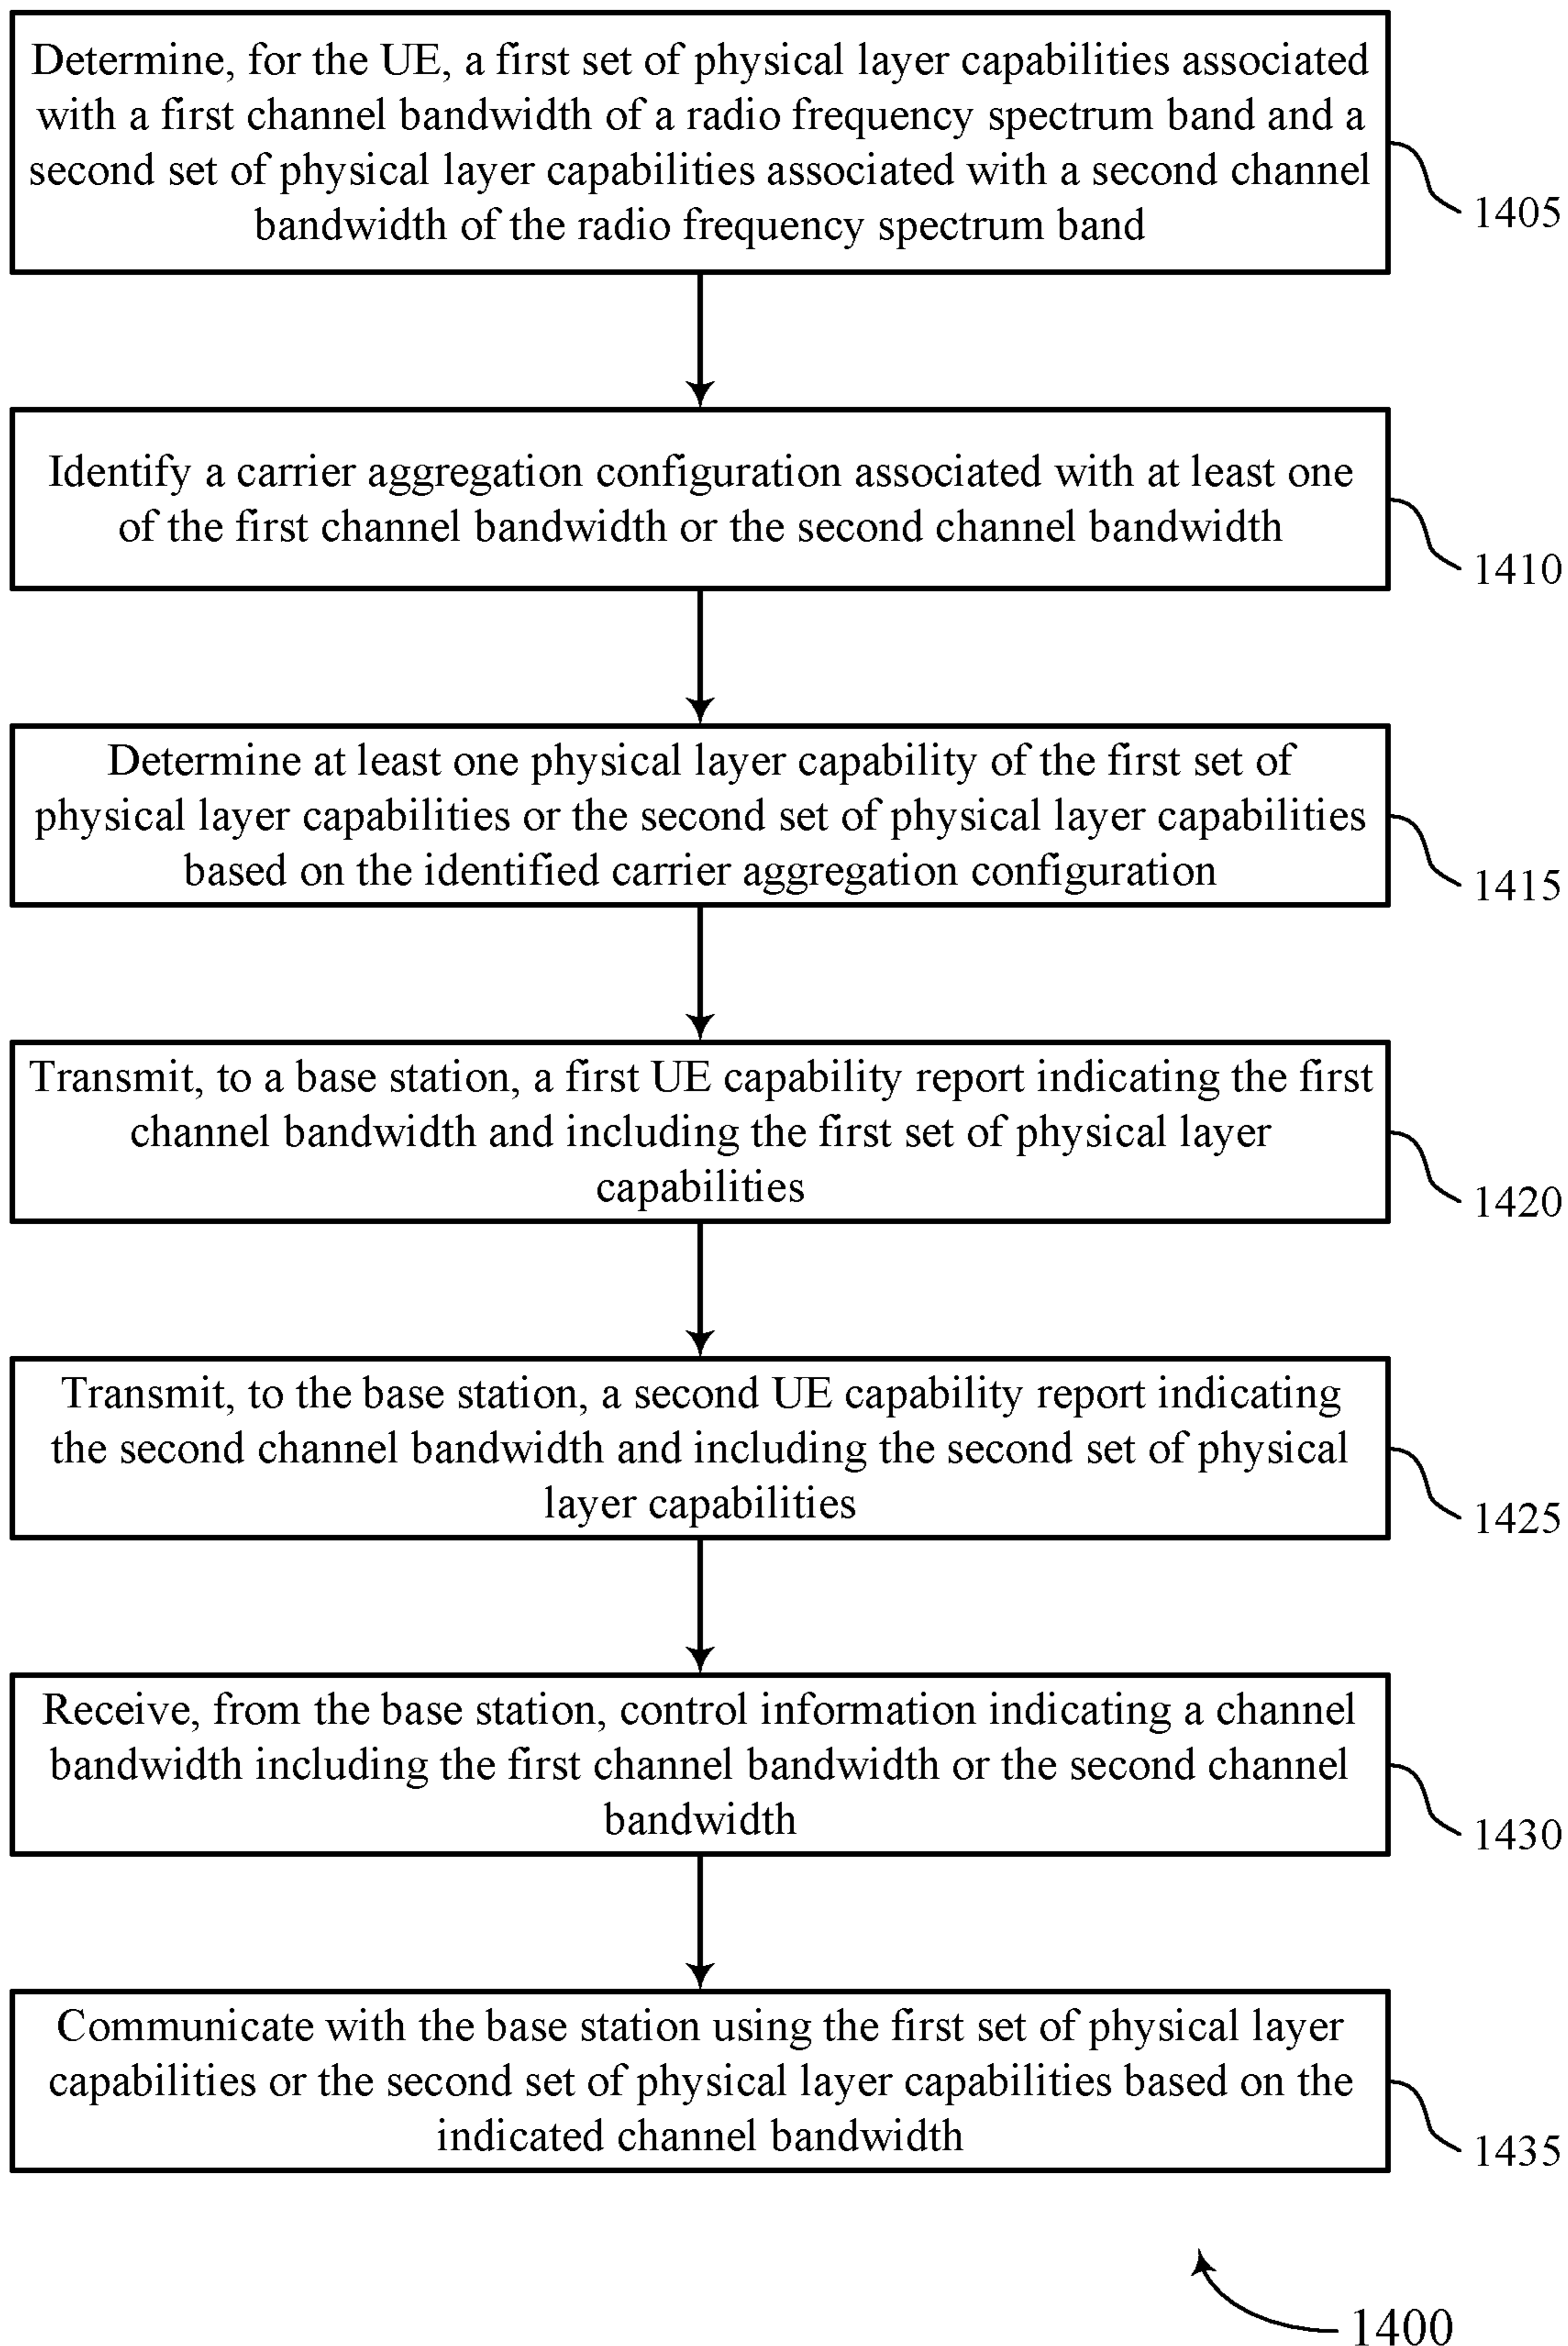 Determine, for the UE, a first set of physical layer capabilities associated
with a first channel bandwidth of a radio frequency spectrum band and a
second set of physical layer capabilities associated with a second channel
bandwidth of the radio frequency spectrum band
1405
Identify a carrier aggregation configuration associated with at least one
of the first channel bandwidth or the second channel bandwidth
1410
Determine at least one physical layer capability of the first set of
physical layer capabilities or the second set of physical layer capabilities
based on the identified carrier aggregation configuration
1415
Transmit, to a base station, a first UE capability report indicating the first
channel bandwidth and including the first set of physical layer
capabilities
1420
Transmit, to the base station, a second UE capability report indicating
the second channel bandwidth and including the second set of physical
layer capabilities
1425
Receive, from the base station, control information indicating a channel
bandwidth including the first channel bandwidth or the second channel
bandwidth
1430
Communicate with the base station using the first set of physical layer
capabilities or the second set of physical layer capabilities based on the
indicated channel bandwidth
1435
1400